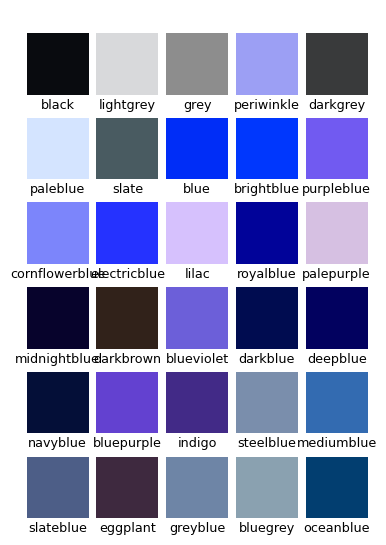 black lightgrey grey periwinkle darkgrey
paleblue slate blue brightblue purpleblue
cornflowerblue electricblue lilac royalblue palepurple
midnightblue darkbrown blueviolet darkblue deepblue
navyblue bluepurple indigo steelblue mediumblue
slateblue eggplant greyblue bluegrey oceanblue